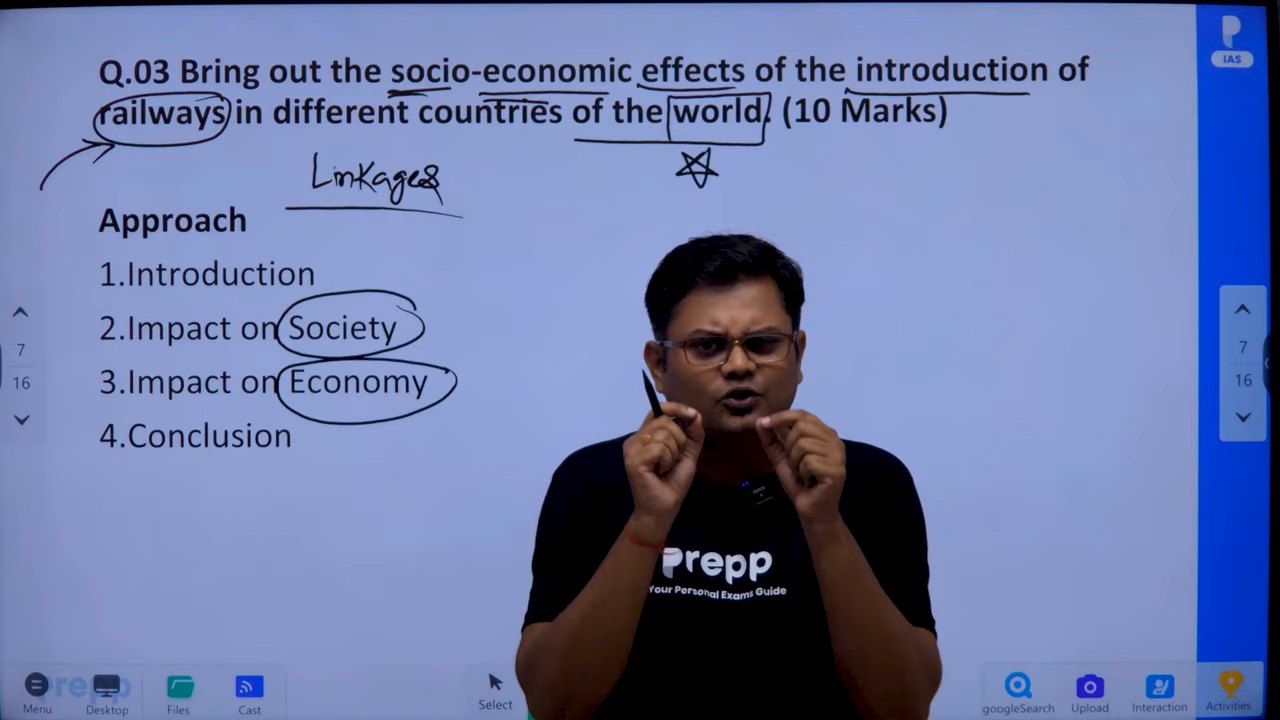 Q.03 Bring out the socio-economic effects of the introduction of
railways in different countries of the world. (10 Marks)
Linkages
Approach
1.Introduction
2.Impact on Society
3.Impact on Economy
4.Conclusion
IAS
7
16
7
16
Prepp
Your Personal Exams Guide
Prepp
Menu
Desktop
Files
Cast
Select
googleSearch
Upload
Interaction
Activities